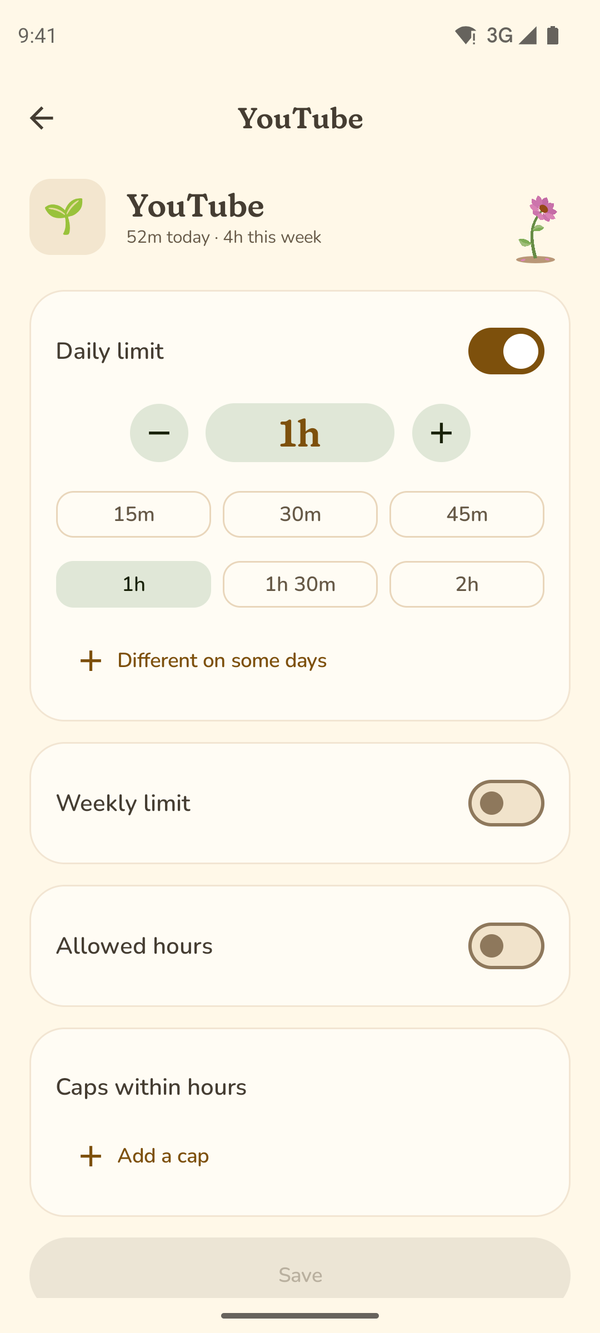 9:41
3G
YouTube
YouTube
52m today · 4h this week
Daily limit
1h
15m
30m
45m
1h
1h 30m
2h
Different on some days
Weekly limit
Allowed hours
Caps within hours
Add a cap
Save